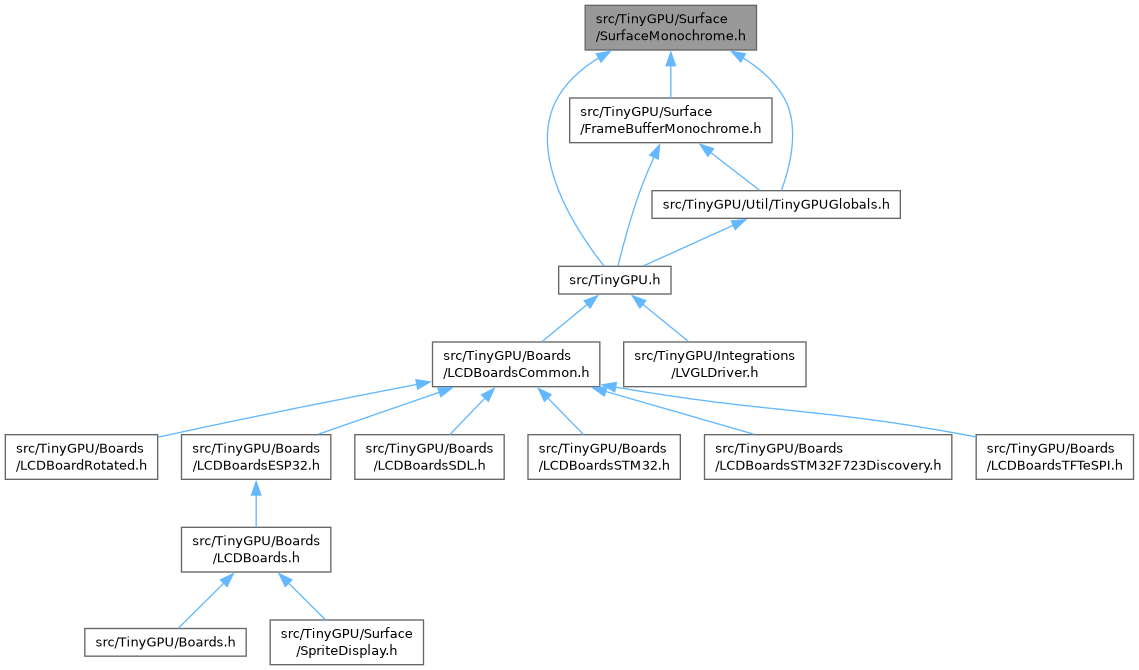 src/TinyGPU/Surface
/SurfaceMonochrome.h
src/TinyGPU/Surface
/FrameBufferMonochrome.h
src/TinyGPU/Util/TinyGPUGlobals.h
src/TinyGPU.h
src/TinyGPU/Boards
/LCDBoardsCommon.h
src/TinyGPU/Integrations
/LVGLDriver.h
src/TinyGPU/Boards
/LCDBoardRotated.h
src/TinyGPU/Boards
/LCDBoardsESP32.h
src/TinyGPU/Boards
/LCDBoardsSDL.h
src/TinyGPU/Boards
/LCDBoardsSTM32.h
src/TinyGPU/Boards
/LCDBoardsSTM32F723Discovery.h
src/TinyGPU/Boards
/LCDBoardsTFTeSPI.h
src/TinyGPU/Boards
/LCDBoards.h
src/TinyGPU/Boards.h
src/TinyGPU/Surface
/SpriteDisplay.h